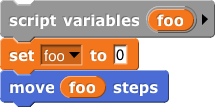 script variables foo
set foo to 0
move foo steps